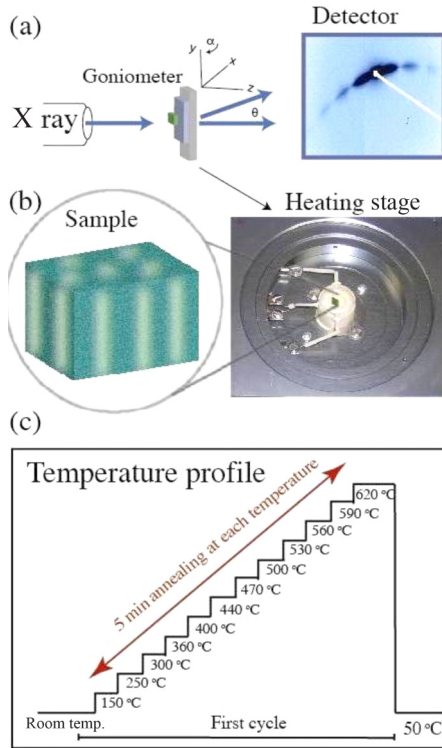 (a)
Detector
Goniometer
y
α
x
z
X ray
θ
(b)
Heating stage
Sample
(c)
Temperature profile
5 min annealing at each temperature
620 °C
590 °C
560 °C
530 °C
500 °C
470 °C
440 °C
400 °C
360 °C
300 °C
250 °C
150 °C
Room temp.
First cycle
50 °C